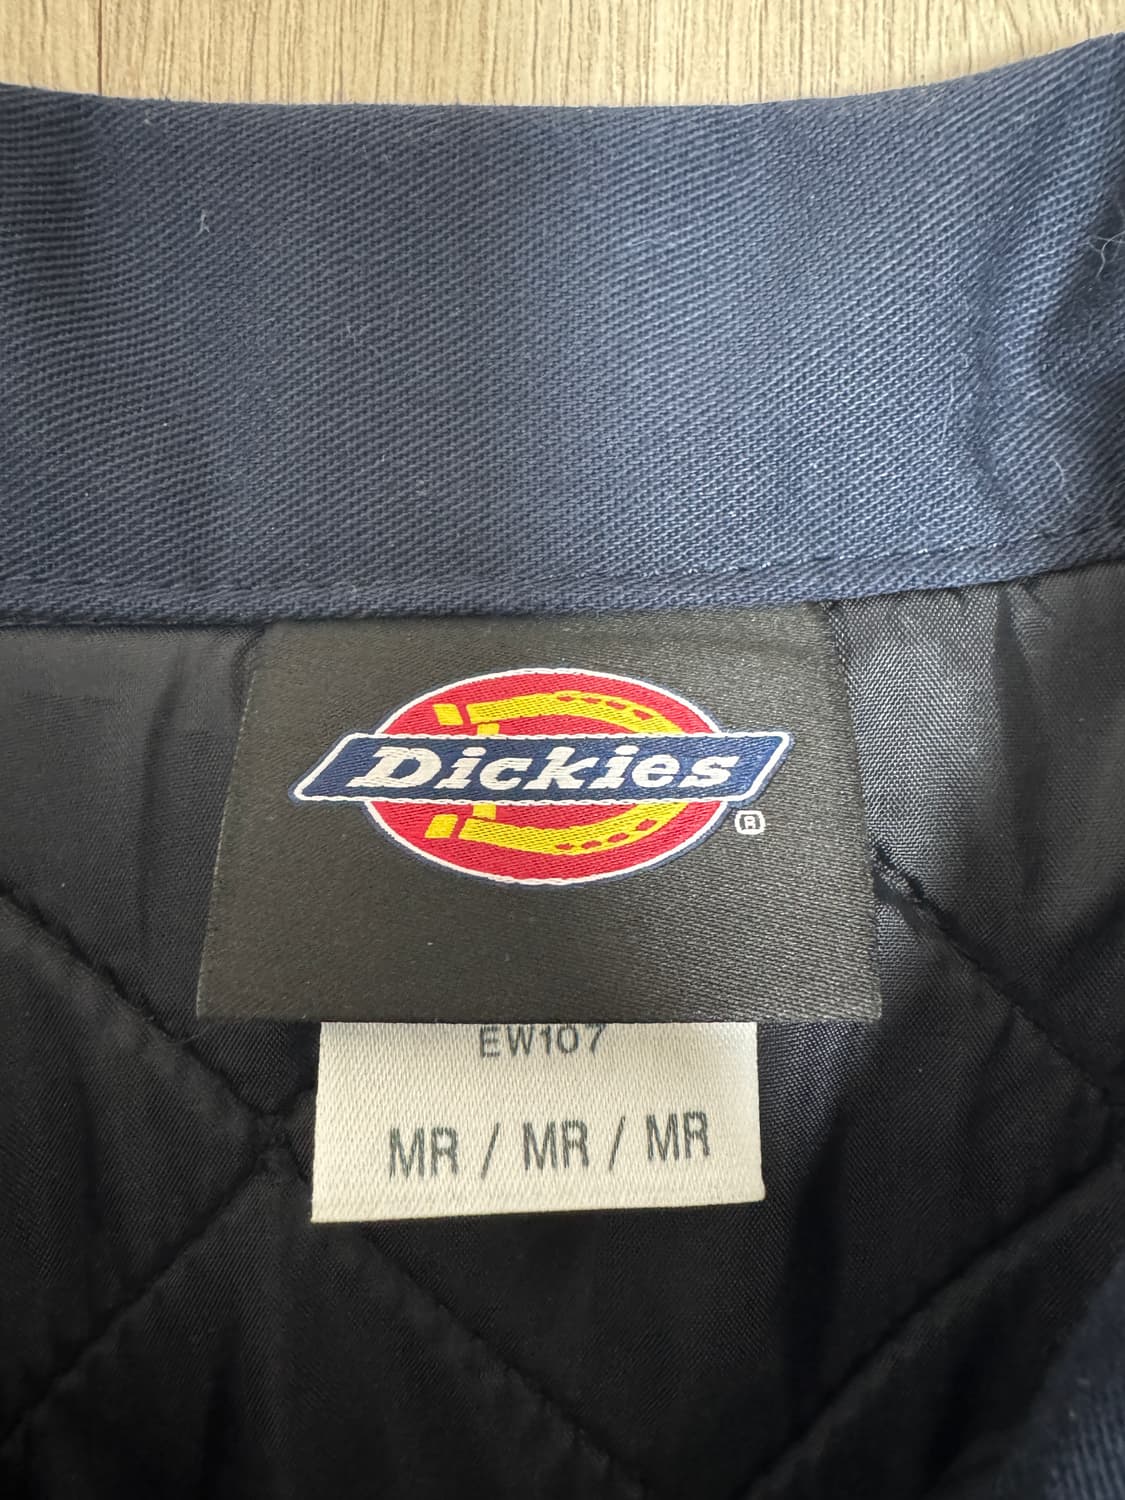 Dickies
®
EW107
MR / MR / MR